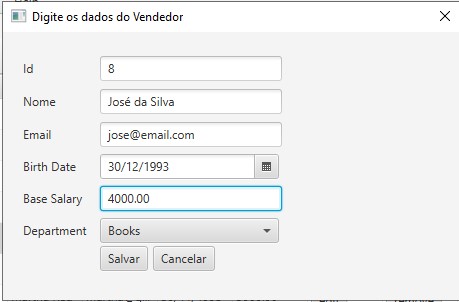 Digite os dados do Vendedor
Id 8
Nome José da Silva
Email jose@email.com
Birth Date 30/12/1993
Base Salary 4000.00
Department Books
Salvar Cancelar